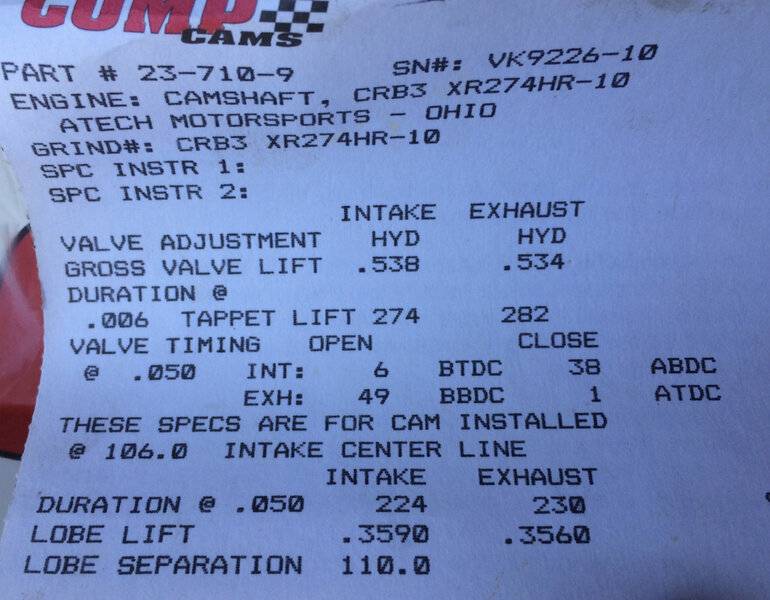 COMP
CAMS
PART # 23-710-9 SN#: VK9226-10
ENGINE: CAMSHAFT, CRB3 XR274HR-10
ATECH MOTORSPORTS - OHIO
GRIND#: CRB3 XR274HR-10
SPC INSTR 1:
SPC INSTR 2:
INTAKE EXHAUST
VALVE ADJUSTMENT HYD HYD
GROSS VALVE LIFT .538 .534
DURATION @
.006 TAPPET LIFT 274 282
VALVE TIMING OPEN CLOSE
@ .050 INT: 6 BTDC 38 ABDC
EXH: 49 BBDC 1 ATDC
THESE SPECS ARE FOR CAM INSTALLED
@ 106.0 INTAKE CENTER LINE
INTAKE EXHAUST
DURATION @ .050 224 230
LOBE LIFT .3590 .3560
LOBE SEPARATION 110.0